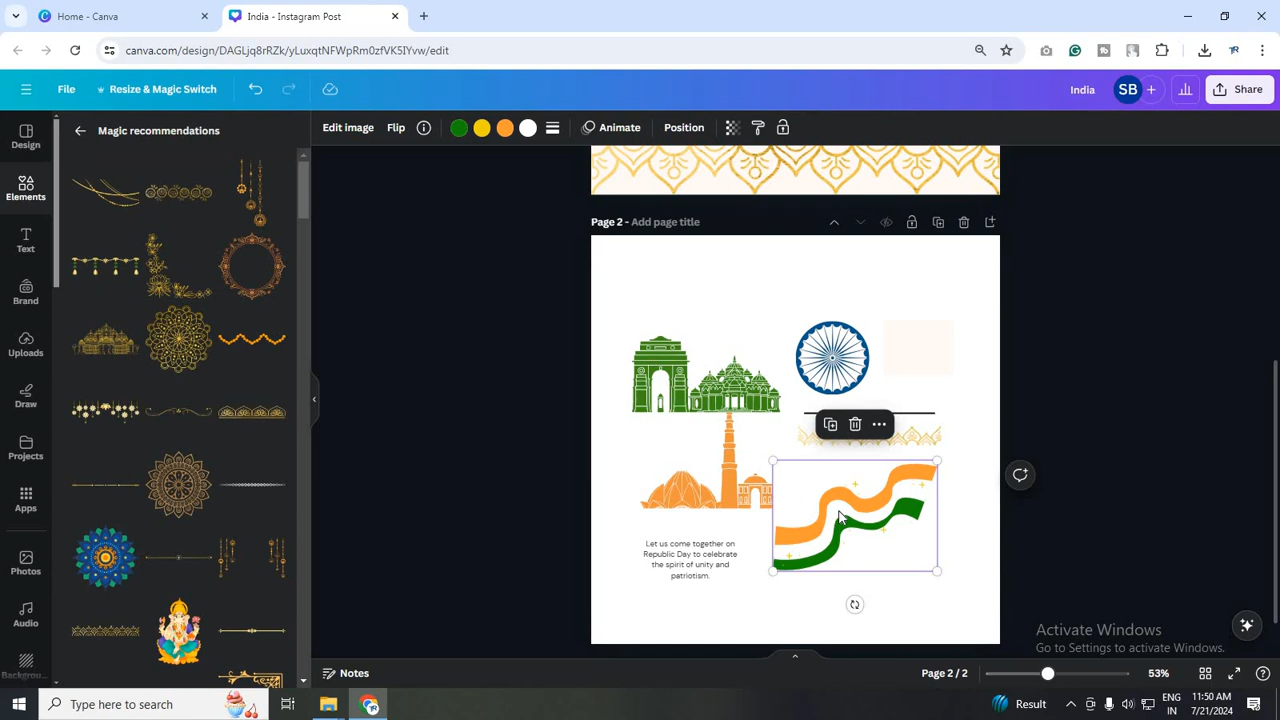 Home - Canva
India - Instagram Post
canva.com/design/DAGLjq8rRZk/yLuxqtNFWpRm0zfVK5IYvw/edit
File
Resize & Magic Switch
India
SB
Share
Design
Elements
Text
Brand
Uploads
Draw
Projects
Apps
Photos
Audio
Magic recommendations
Edit image
Flip
Animate
Position
Page 2 - Add page title
Let us come together on
Republic Day to celebrate
the spirit of unity and
patriotism.
Activate Windows
Go to Settings to activate Windows.
Notes
Page 2 / 2
53%
Type here to search
Result
ENG
IN
11:50 AM
7/21/2024